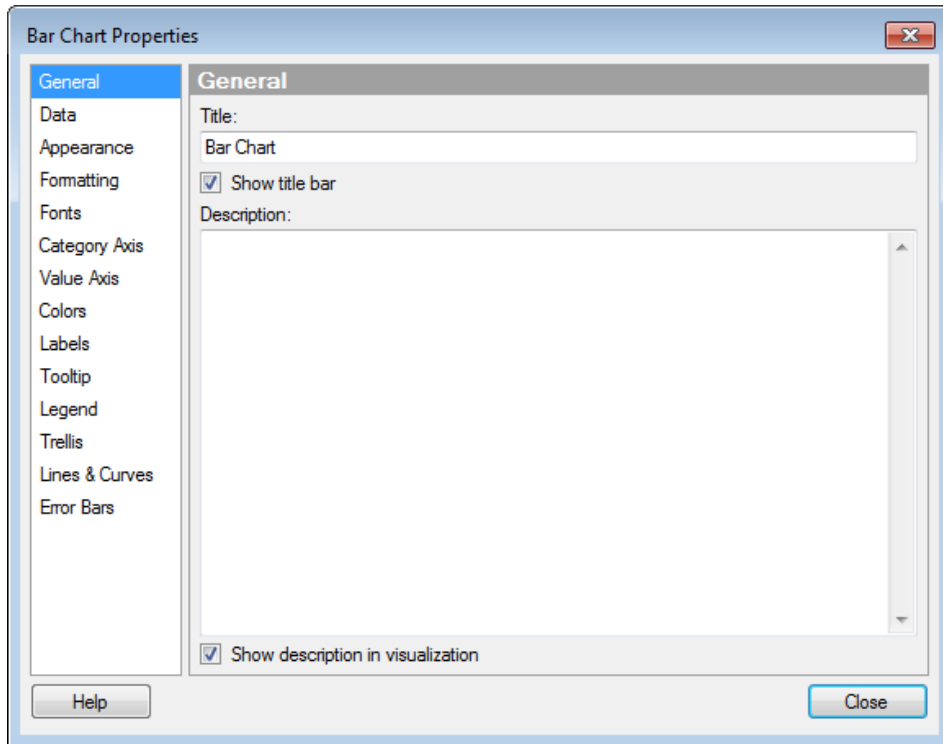 Bar Chart Properties
General
Data
Appearance
Formatting
Fonts
Category Axis
Value Axis
Colors
Labels
Tooltip
Legend
Trellis
Lines & Curves
Error Bars
General
Title:
Bar Chart
Show title bar
Description:
Show description in visualization
Help
Close